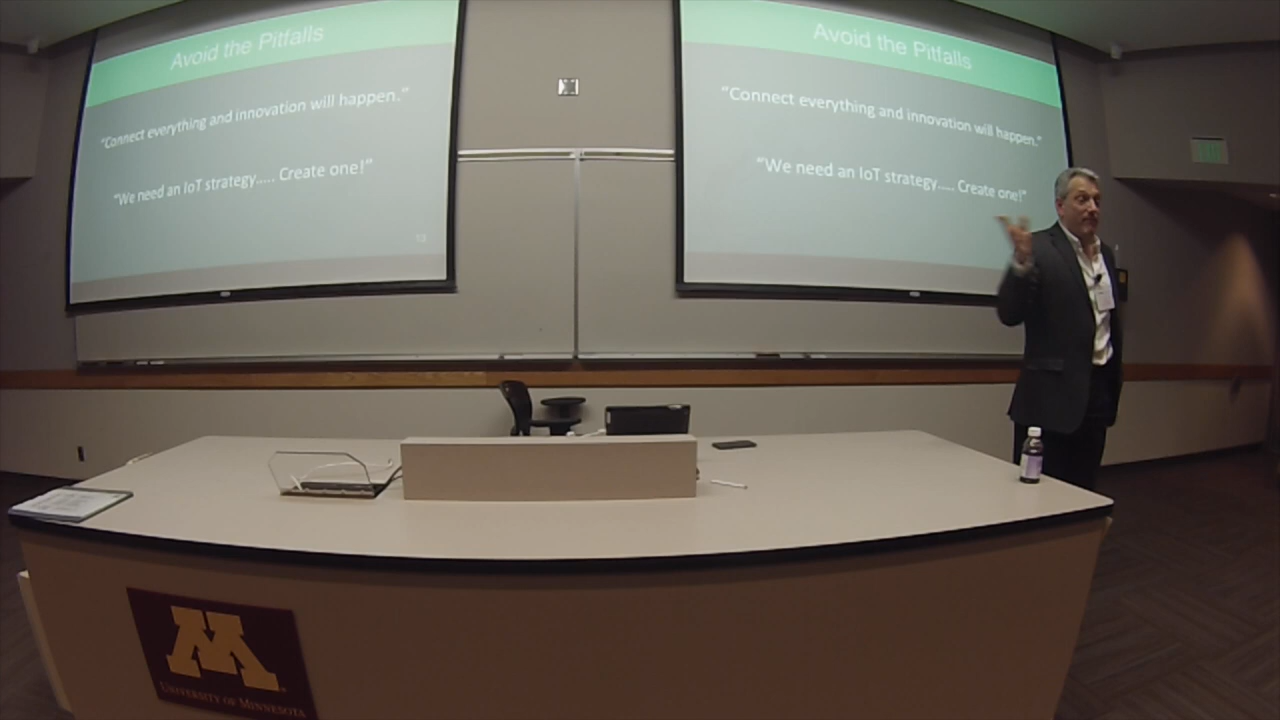 Avoid the Pitfalls
“Connect everything and innovation will happen.”
“We need an IoT strategy..... Create one!”
Avoid the Pitfalls
“Connect everything and innovation will happen.”
“We need an IoT strategy..... Create one!”
M
UNIVERSITY OF MINNESOTA